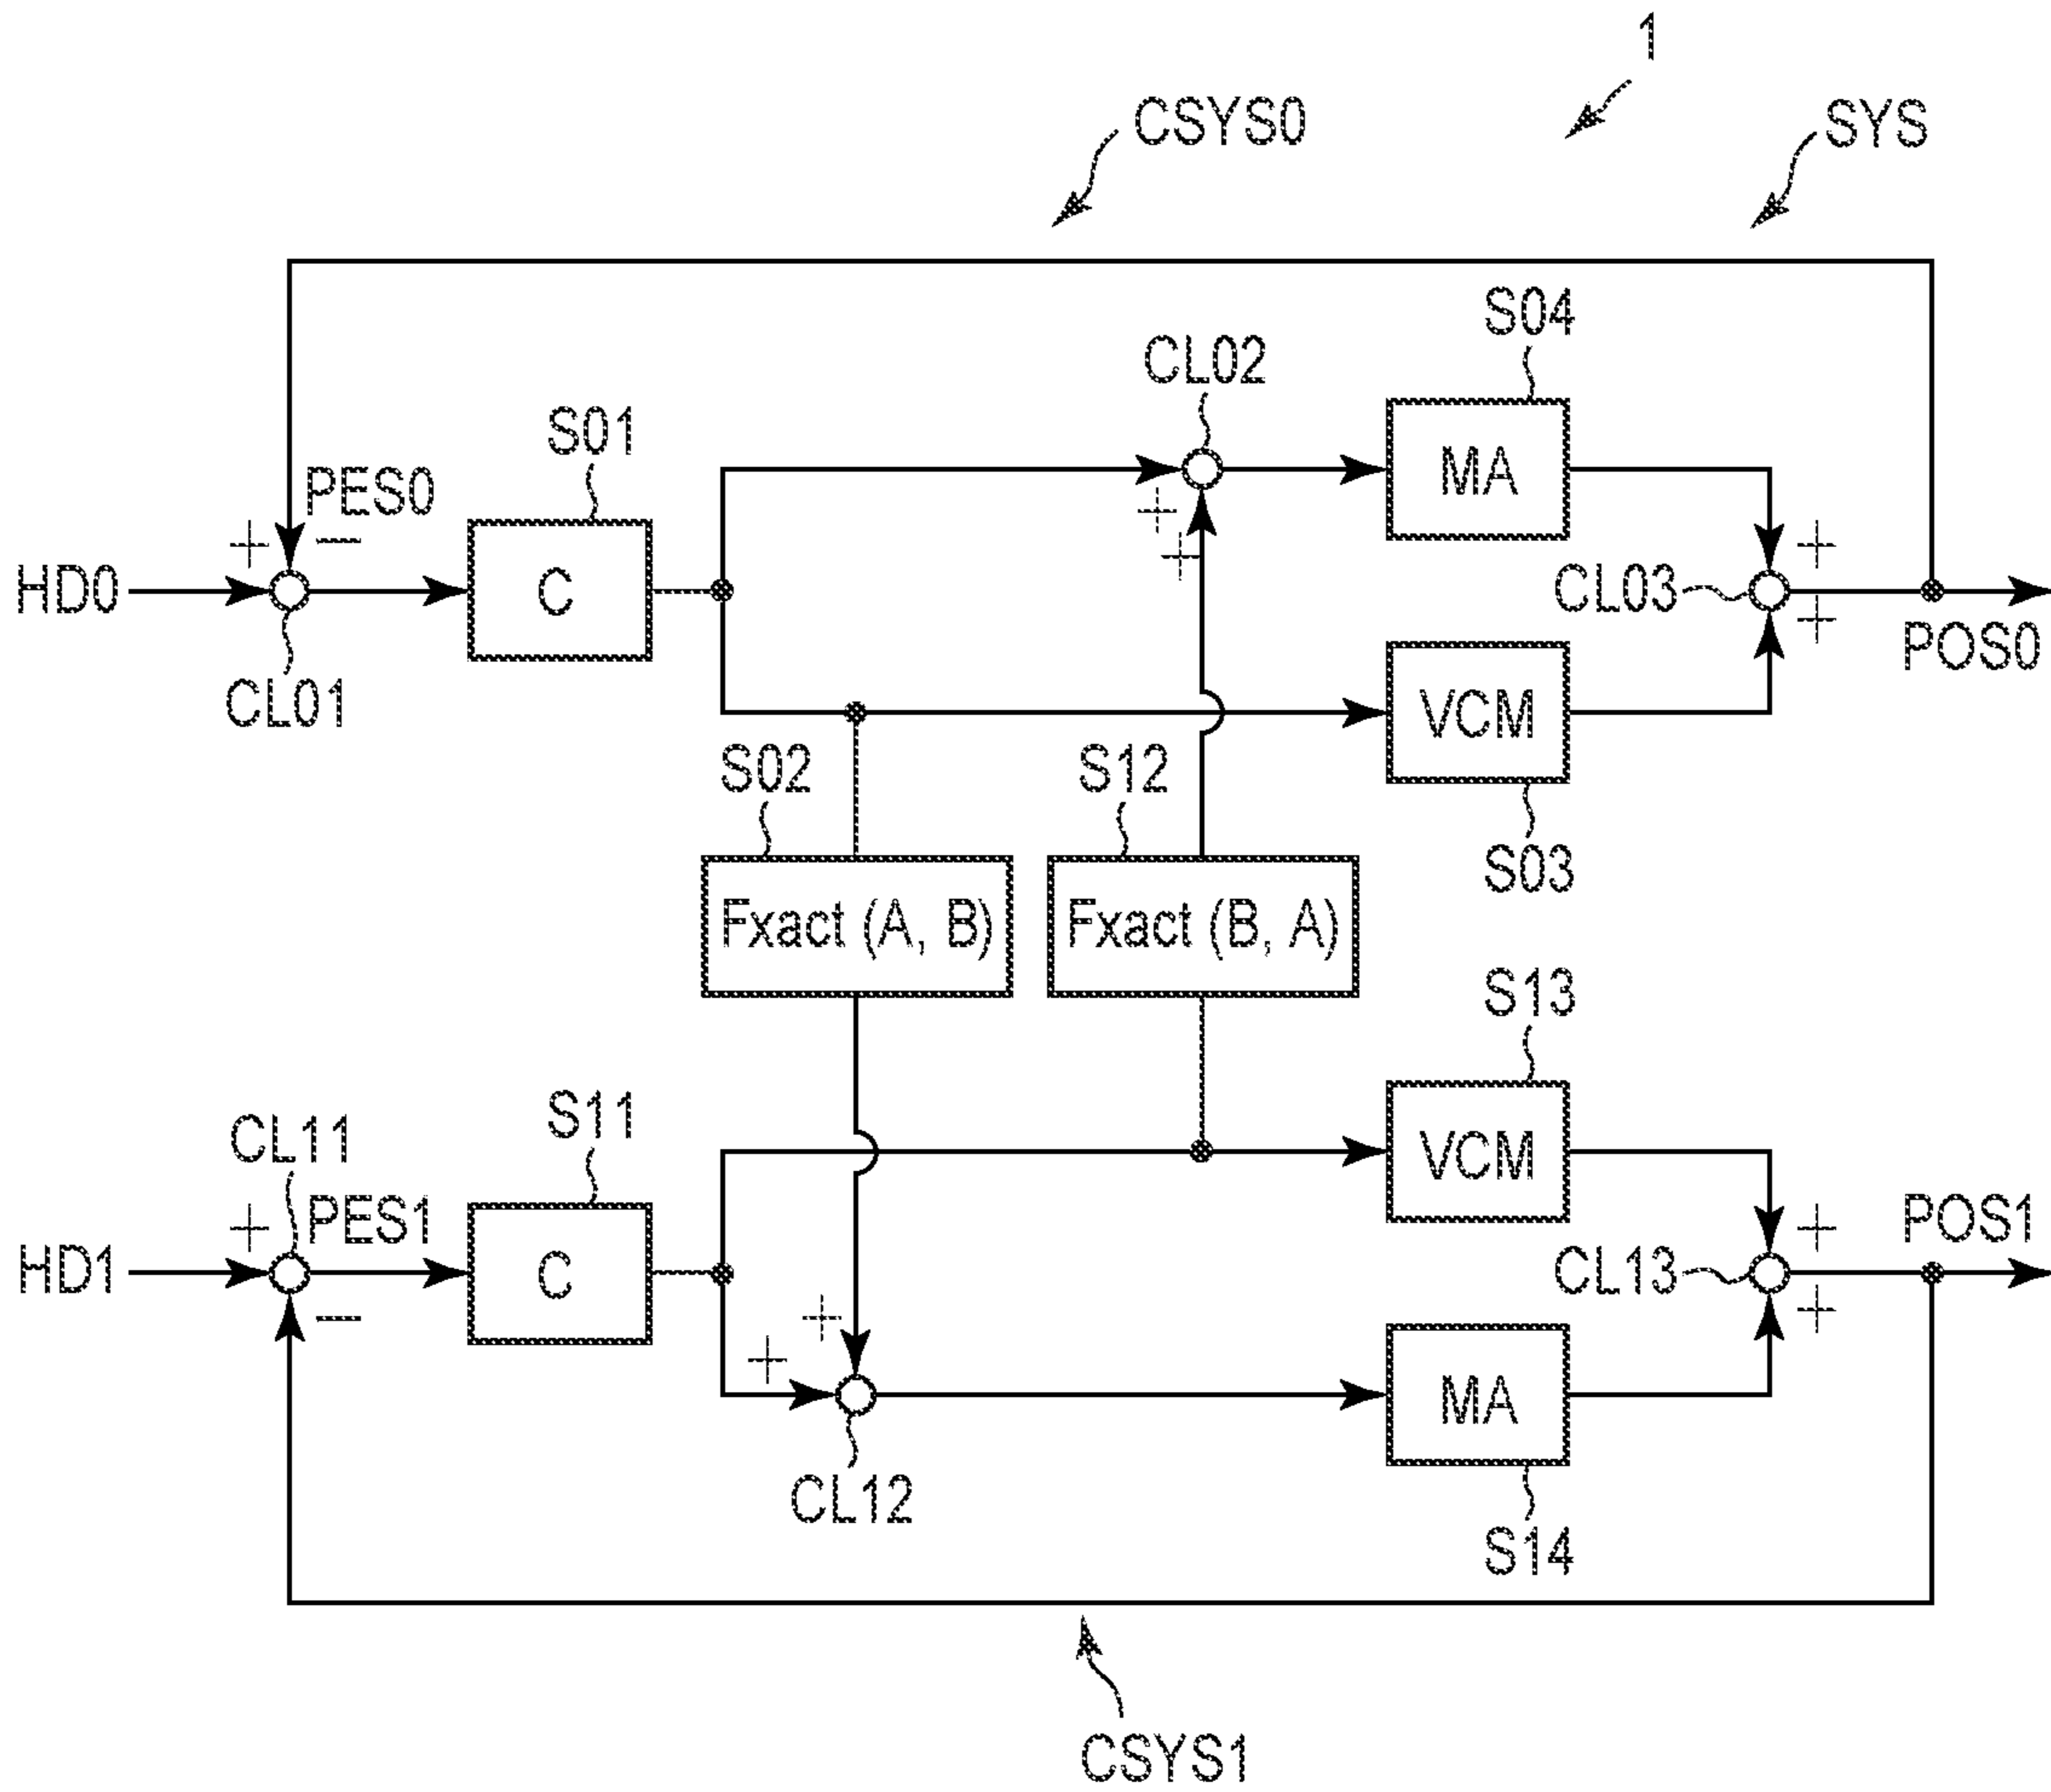 1
CSYS0
SYS
S04
CL02
S01
MA
PES0
+
−
+
+
+
HD0
C
CL03
+
POS0
CL01
VCM
S02
S12
S03
Fxact (A, B)
Fxact (B, A)
S13
S11
CL11
VCM
PES1
POS1
+
+
HD1
C
CL13
−
+
+
+
MA
CL12
S14
CSYS1